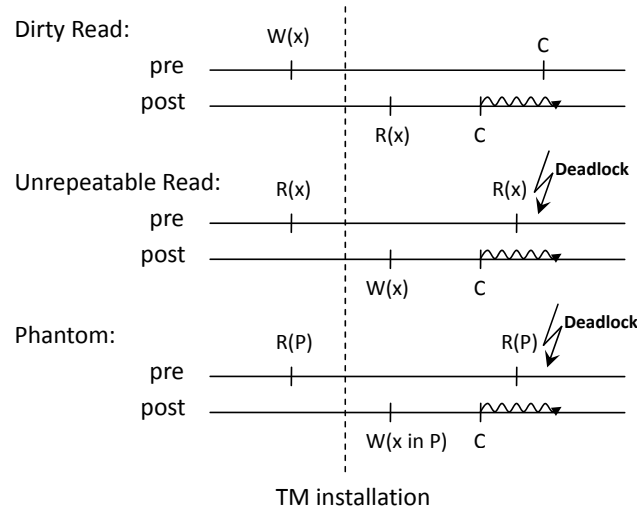 Dirty Read:
W(x)
C
pre
post
R(x)
C
Unrepeatable Read:
R(x)
R(x)
Deadlock
pre
post
W(x)
C
Phantom:
R(P)
R(P)
Deadlock
pre
post
W(x in P)
C
TM installation